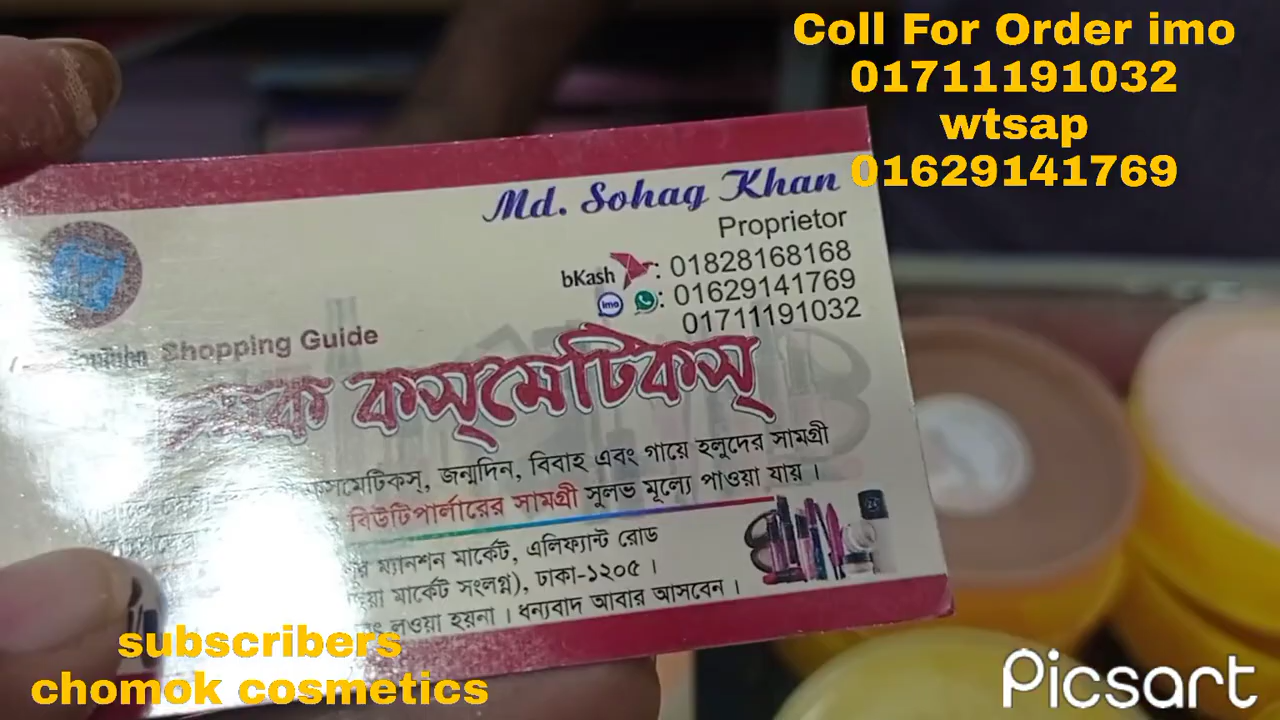 Coll For Order imo
01711191032
wtsap
01629141769
Md. Sohag Khan
Proprietor
bKash : 01828168168
imo : 01629141769
01711191032
Shopping Guide
কস্‌মেটিকস্‌
কসমেটিকস্, জন্মদিন, বিবাহ এবং গায়ে হলুদের সামগ্রী
বিউটিপার্লারের সামগ্রী সুলভ মূল্যে পাওয়া যায় ।
ম্যানশন মার্কেট, এলিফ্যান্ট রোড
মার্কেট সংলগ্ন), ঢাকা-১২০৫ ।
লওয়া হয়না । ধন্যবাদ আবার আসবেন ।
subscribers
chomok cosmetics
Picsart